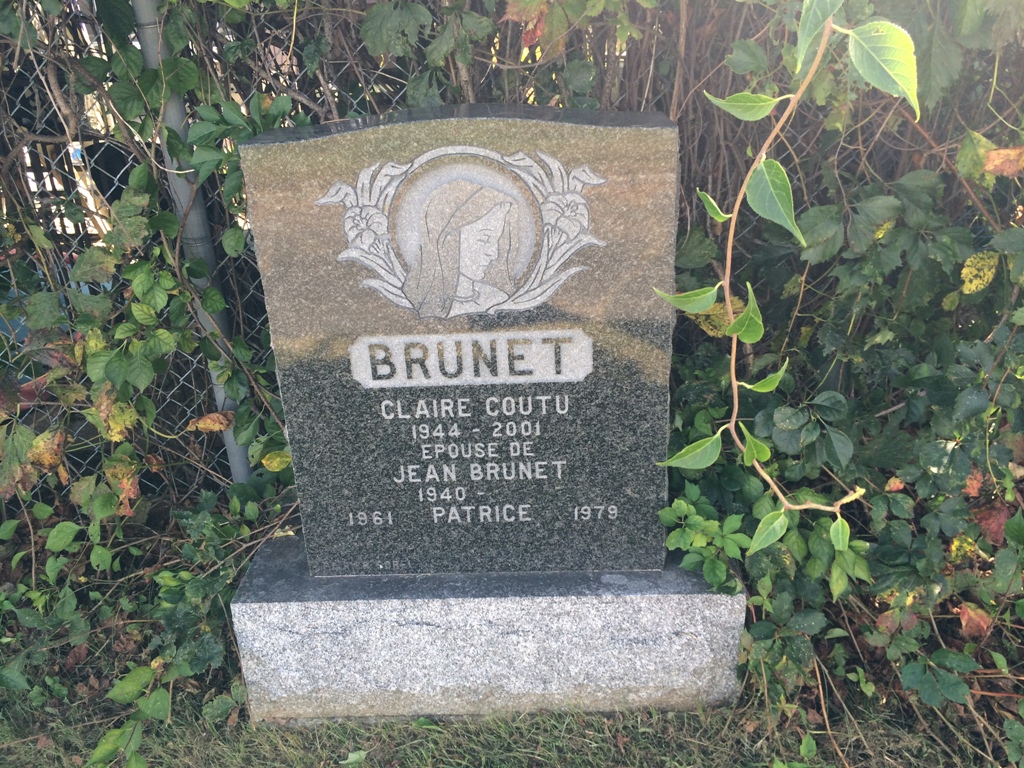 BRUNET
CLAIRE COUTU
1944 - 2001
EPOUSE DE
JEAN BRUNET
1940 -
1961 PATRICE 1979